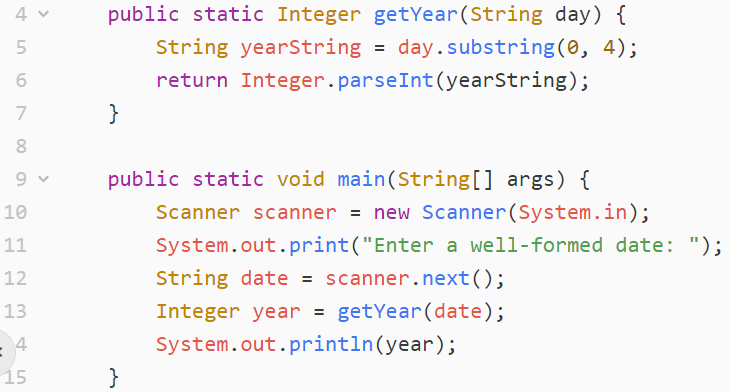 4 public static Integer getYear(String day) {
5 String yearString = day.substring(0, 4);
6 return Integer.parseInt(yearString);
7 }
8
9 public static void main(String[] args) {
10 Scanner scanner = new Scanner(System.in);
11 System.out.print("Enter a well-formed date: ");
12 String date = scanner.next();
13 Integer year = getYear(date);
4 System.out.println(year);
15 }